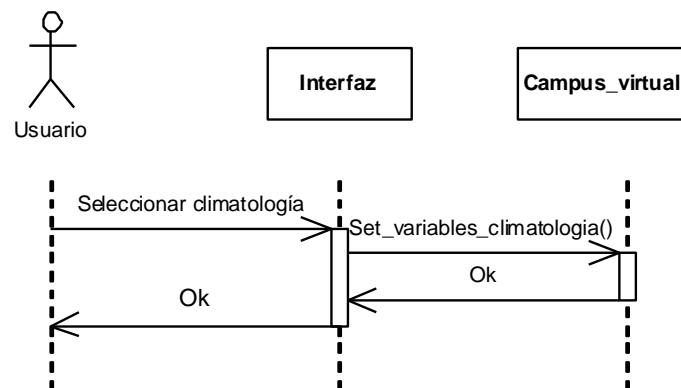 Interfaz
Campus_virtual
Usuario
Seleccionar climatología
Set_variables_climatologia()
Ok
Ok